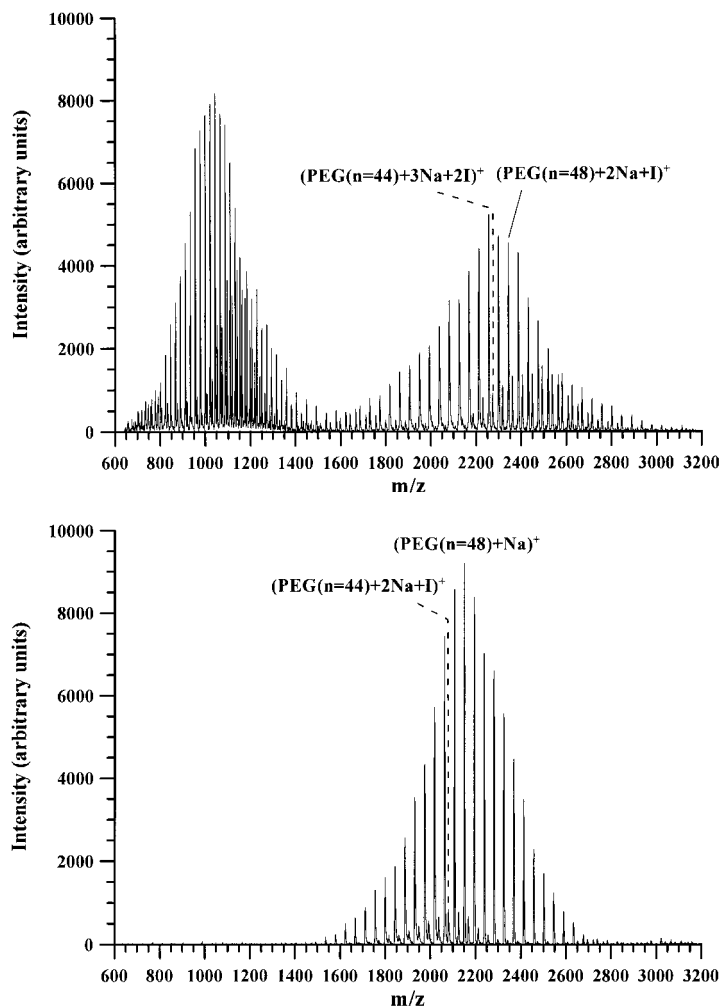 10000
8000
6000
4000
2000
0
Intensity (arbitrary units)
(PEG(n=44)+3Na+2I)+ (PEG(n=48)+2Na+I)+
600 800 1000 1200 1400 1600 1800 2000 2200 2400 2600 2800 3000 3200
m/z
10000
8000
6000
4000
2000
0
Intensity (arbitrary units)
(PEG(n=48)+Na)+
(PEG(n=44)+2Na+I)+
600 800 1000 1200 1400 1600 1800 2000 2200 2400 2600 2800 3000 3200
m/z